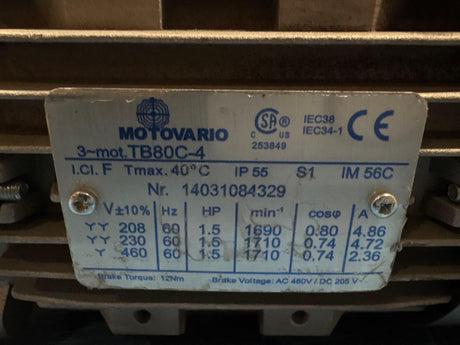 MOTOVARIO
SA
C US
253849
IEC38
IEC34-1
CE
3~mot.TB80C-4
I.Cl. F Tmax. 40°C IP 55 S1 IM 56C
Nr. 14031084329
V±10% Hz HP min⁻¹ cosφ A
YY 208 60 1.5 1690 0.80 4.86
YY 230 60 1.5 1710 0.74 4.72
Y 460 60 1.5 1710 0.74 2.36
Brake Torque: 12Nm Brake Voltage: AC 460V / DC 205 V